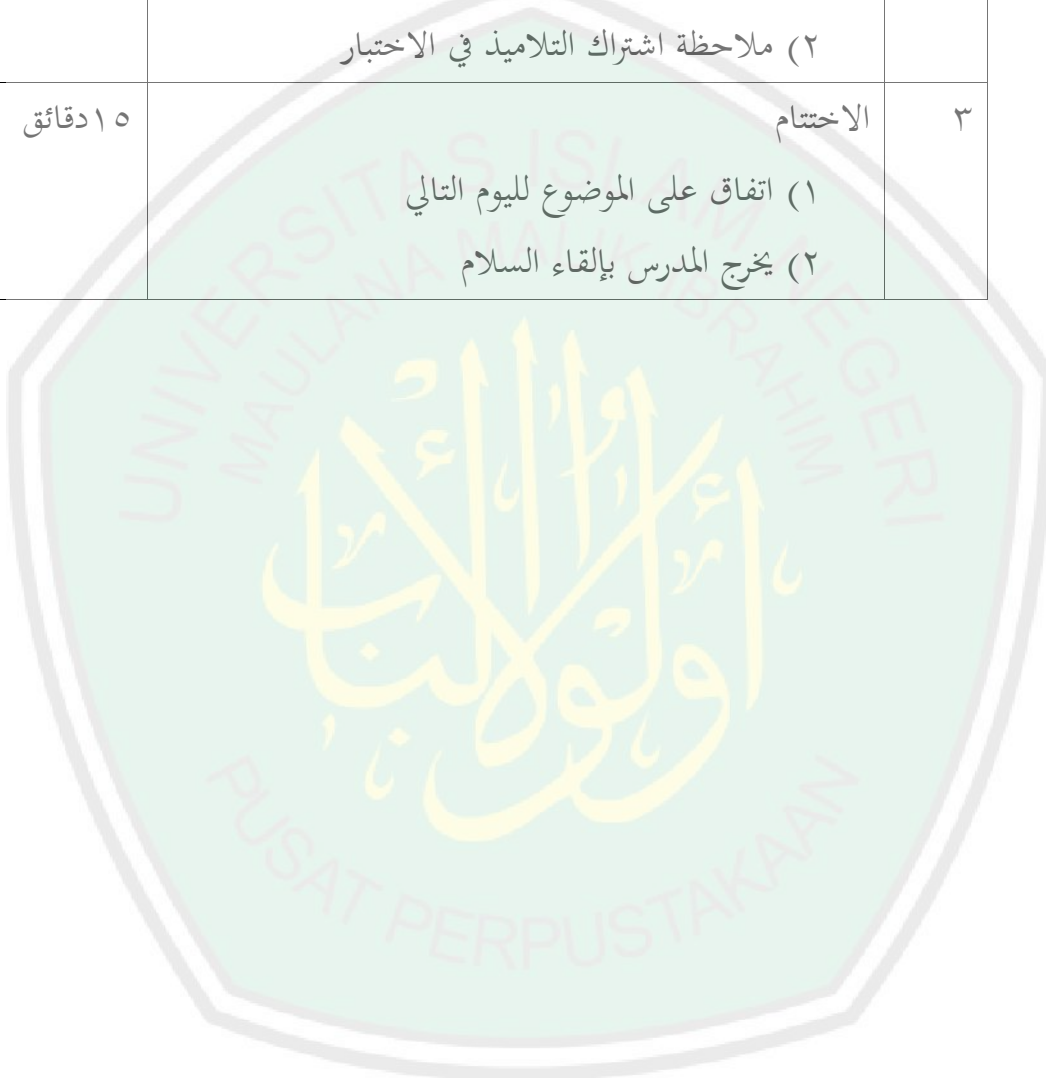 ٢) ملاحظة اشتراك التلاميذ في الاختبار
٣ الاختتام ١٥دقائق
١) اتفاق على الموضوع لليوم التالي
٢) يخرج المدرس بإلقاء السلام
UNIVERSITAS ISLAM NEGERI
MAULANA MALIK IBRAHIM
أولوا الألباب
PUSAT PERPUSTAKAAN